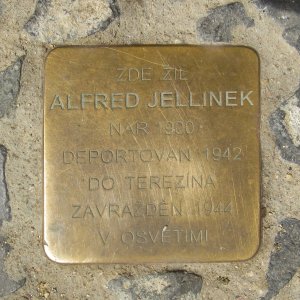 ZDE ŽIL
ALFRED JELLINEK
NAR. 1900
DEPORTOVÁN 1942
DO TEREZÍNA
ZAVRAŽDĚN 1944
V OSVĚTIMI